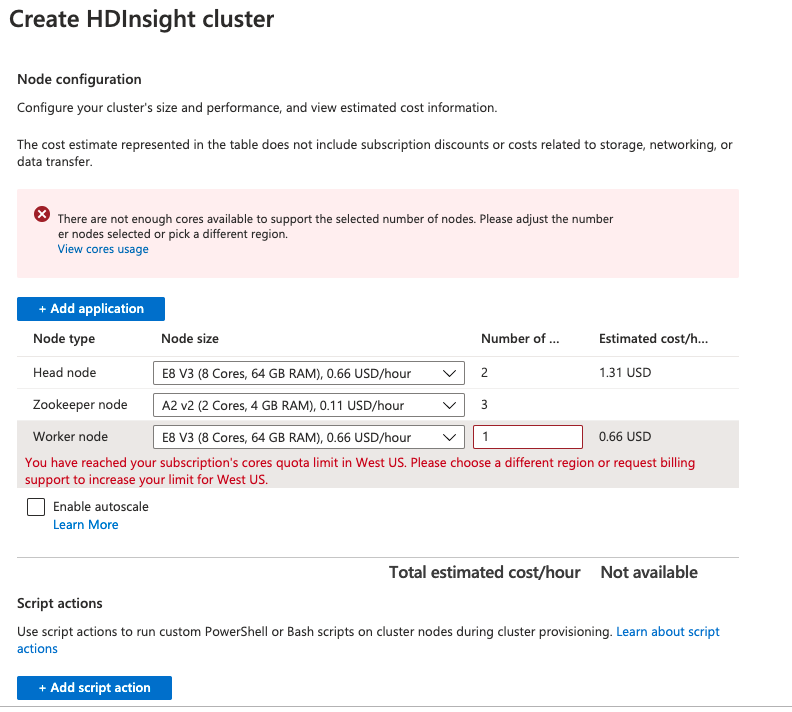 Create HDInsight cluster
Node configuration
Configure your cluster's size and performance, and view estimated cost information.
The cost estimate represented in the table does not include subscription discounts or costs related to storage, networking, or
data transfer.
There are not enough cores available to support the selected number of nodes. Please adjust the number
er nodes selected or pick a different region.
View cores usage
+ Add application
Node type Node size Number of ... Estimated cost/h...
Head node E8 V3 (8 Cores, 64 GB RAM), 0.66 USD/hour 2 1.31 USD
Zookeeper node A2 v2 (2 Cores, 4 GB RAM), 0.11 USD/hour 3
Worker node E8 V3 (8 Cores, 64 GB RAM), 0.66 USD/hour 1 0.66 USD
You have reached your subscription's cores quota limit in West US. Please choose a different region or request billing
support to increase your limit for West US.
Enable autoscale
Learn More
Total estimated cost/hour Not available
Script actions
Use script actions to run custom PowerShell or Bash scripts on cluster nodes during cluster provisioning. Learn about script
actions
+ Add script action